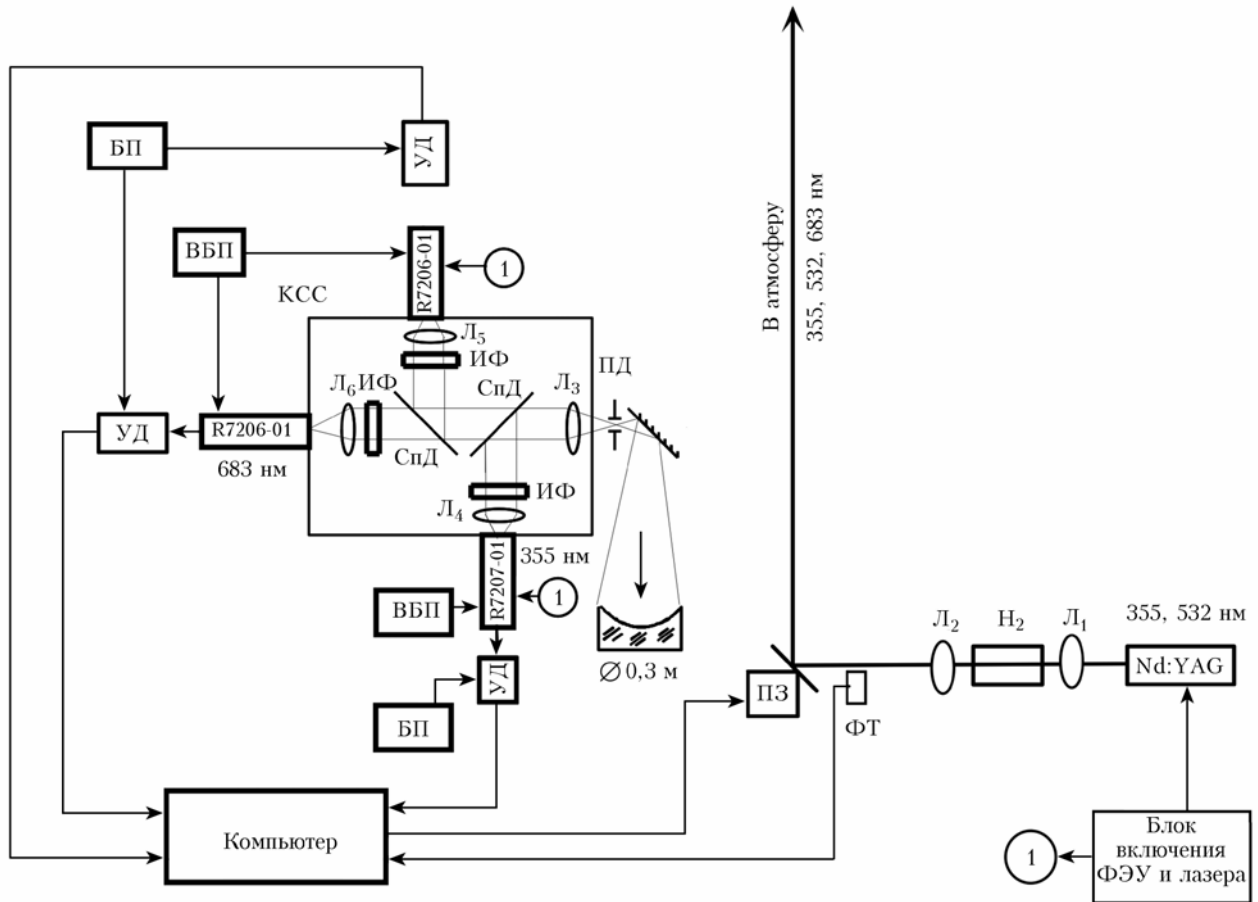 БП
УД
В атмосферу
355, 532, 683 нм
ВБП
R7206-01
1
КСС
Л5
ИФ
ПД
Л6
ИФ
СпД
Л3
УД
R7206-01
683 нм
СпД
ИФ
Л4
R7207-01
355 нм
1
ВБП
Ø 0,3 м
УД
БП
Л2
H2
Л1
355, 532 нм
Nd:YAG
ПЗ
ФТ
Компьютер
1
Блок
включения
ФЭУ и лазера